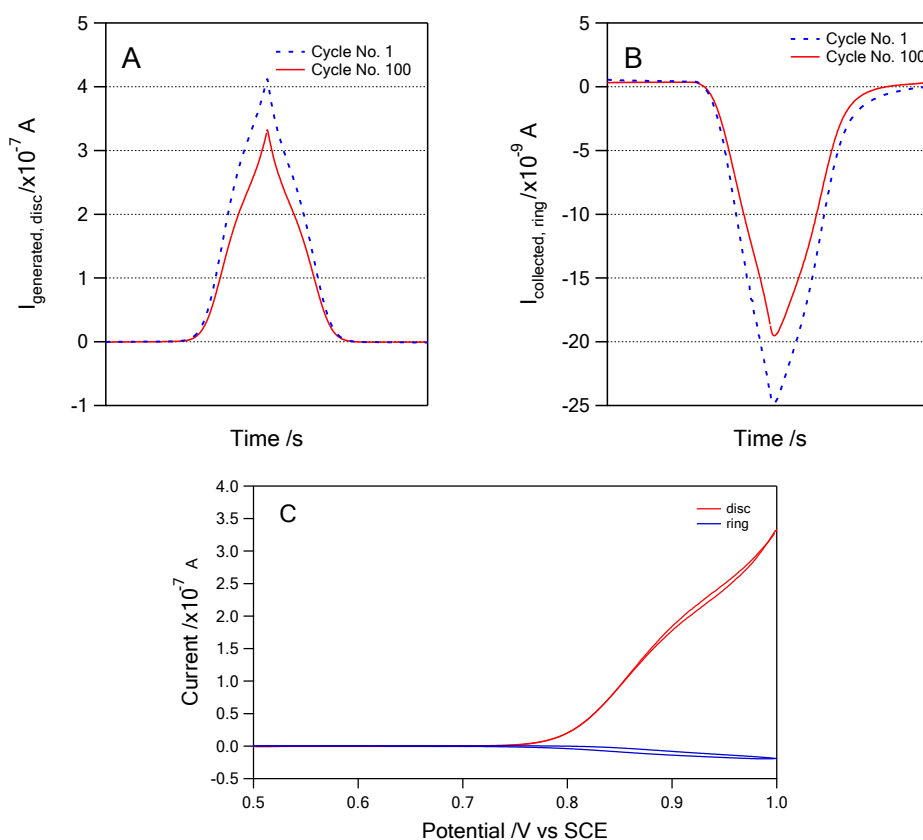 A
Cycle No. 1
Cycle No. 100
5
4
3
2
1
0
-1
I generated, disc /x10^-7 A
Time /s
B
Cycle No. 1
Cycle No. 100
0
-5
-10
-15
-20
-25
I collected, ring /x10^-9 A
Time /s
C
disc
ring
4.0
3.5
3.0
2.5
2.0
1.5
1.0
0.5
0.0
-0.5
Current /x10^-7 A
0.5 0.6 0.7 0.8 0.9 1.0
Potential /V vs SCE